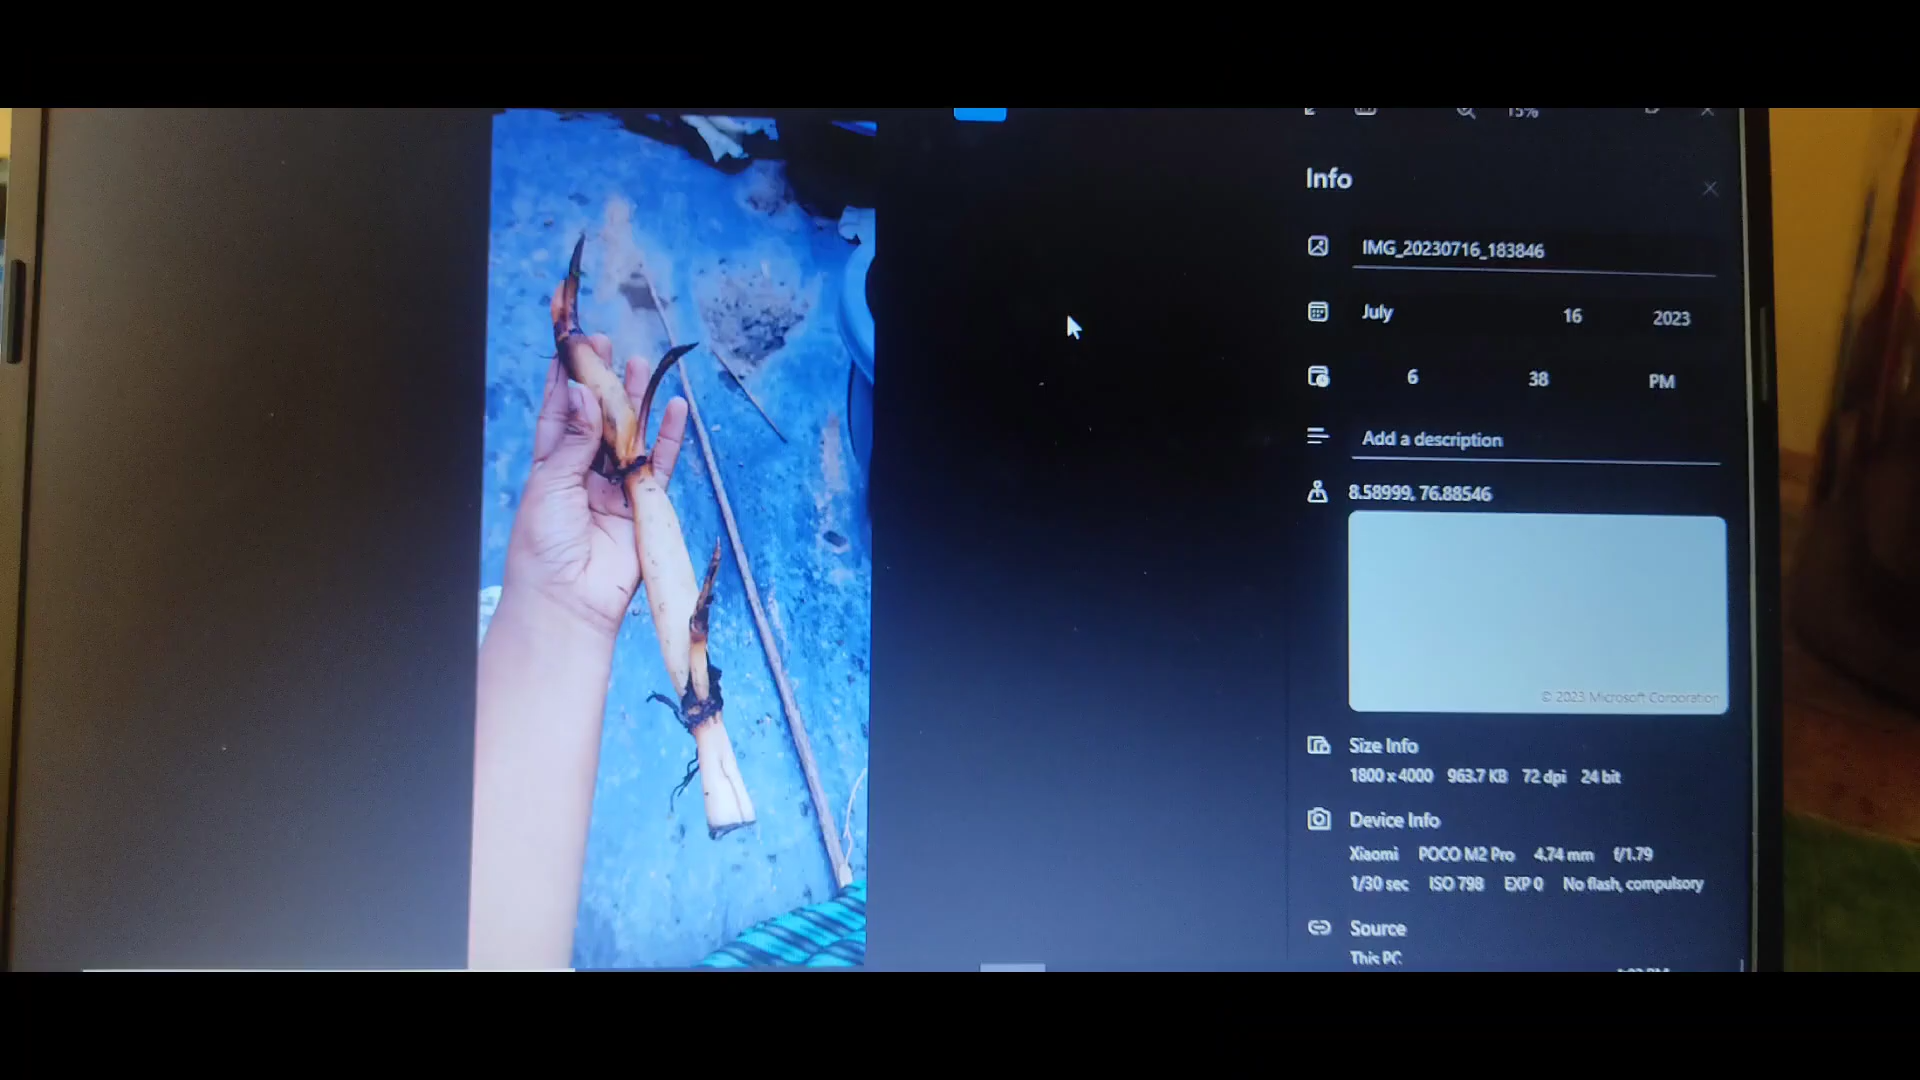 15%
Info
IMG_20230716_183846
July 16 2023
6 38 PM
Add a description
8.58999, 76.88546
© 2023 Microsoft Corporation
Size Info
1800 x 4000 963.7 KB 72 dpi 24 bit
Device Info
Xiaomi POCO M2 Pro 4.74 mm f/1.79
1/30 sec ISO 798 EXP 0 No flash, compulsory
Source
This PC